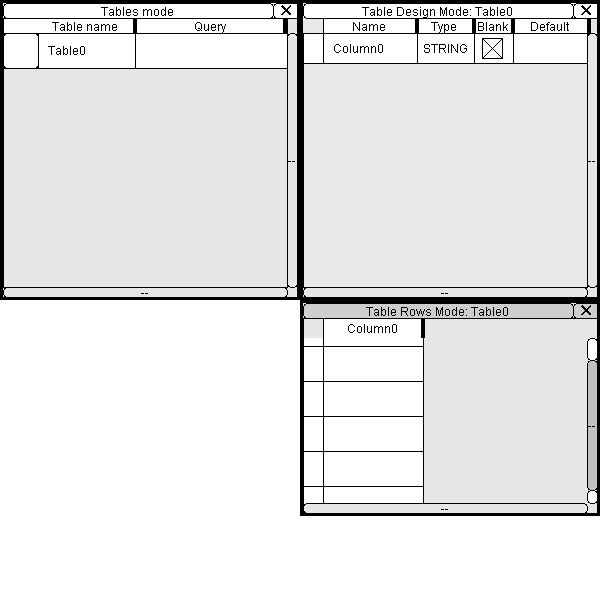 Tables mode
Table name Query
Table0
--
--
Table Design Mode: Table0
Name Type Blank Default
Column0 STRING
--
--
Table Rows Mode: Table0
Column0
--
--